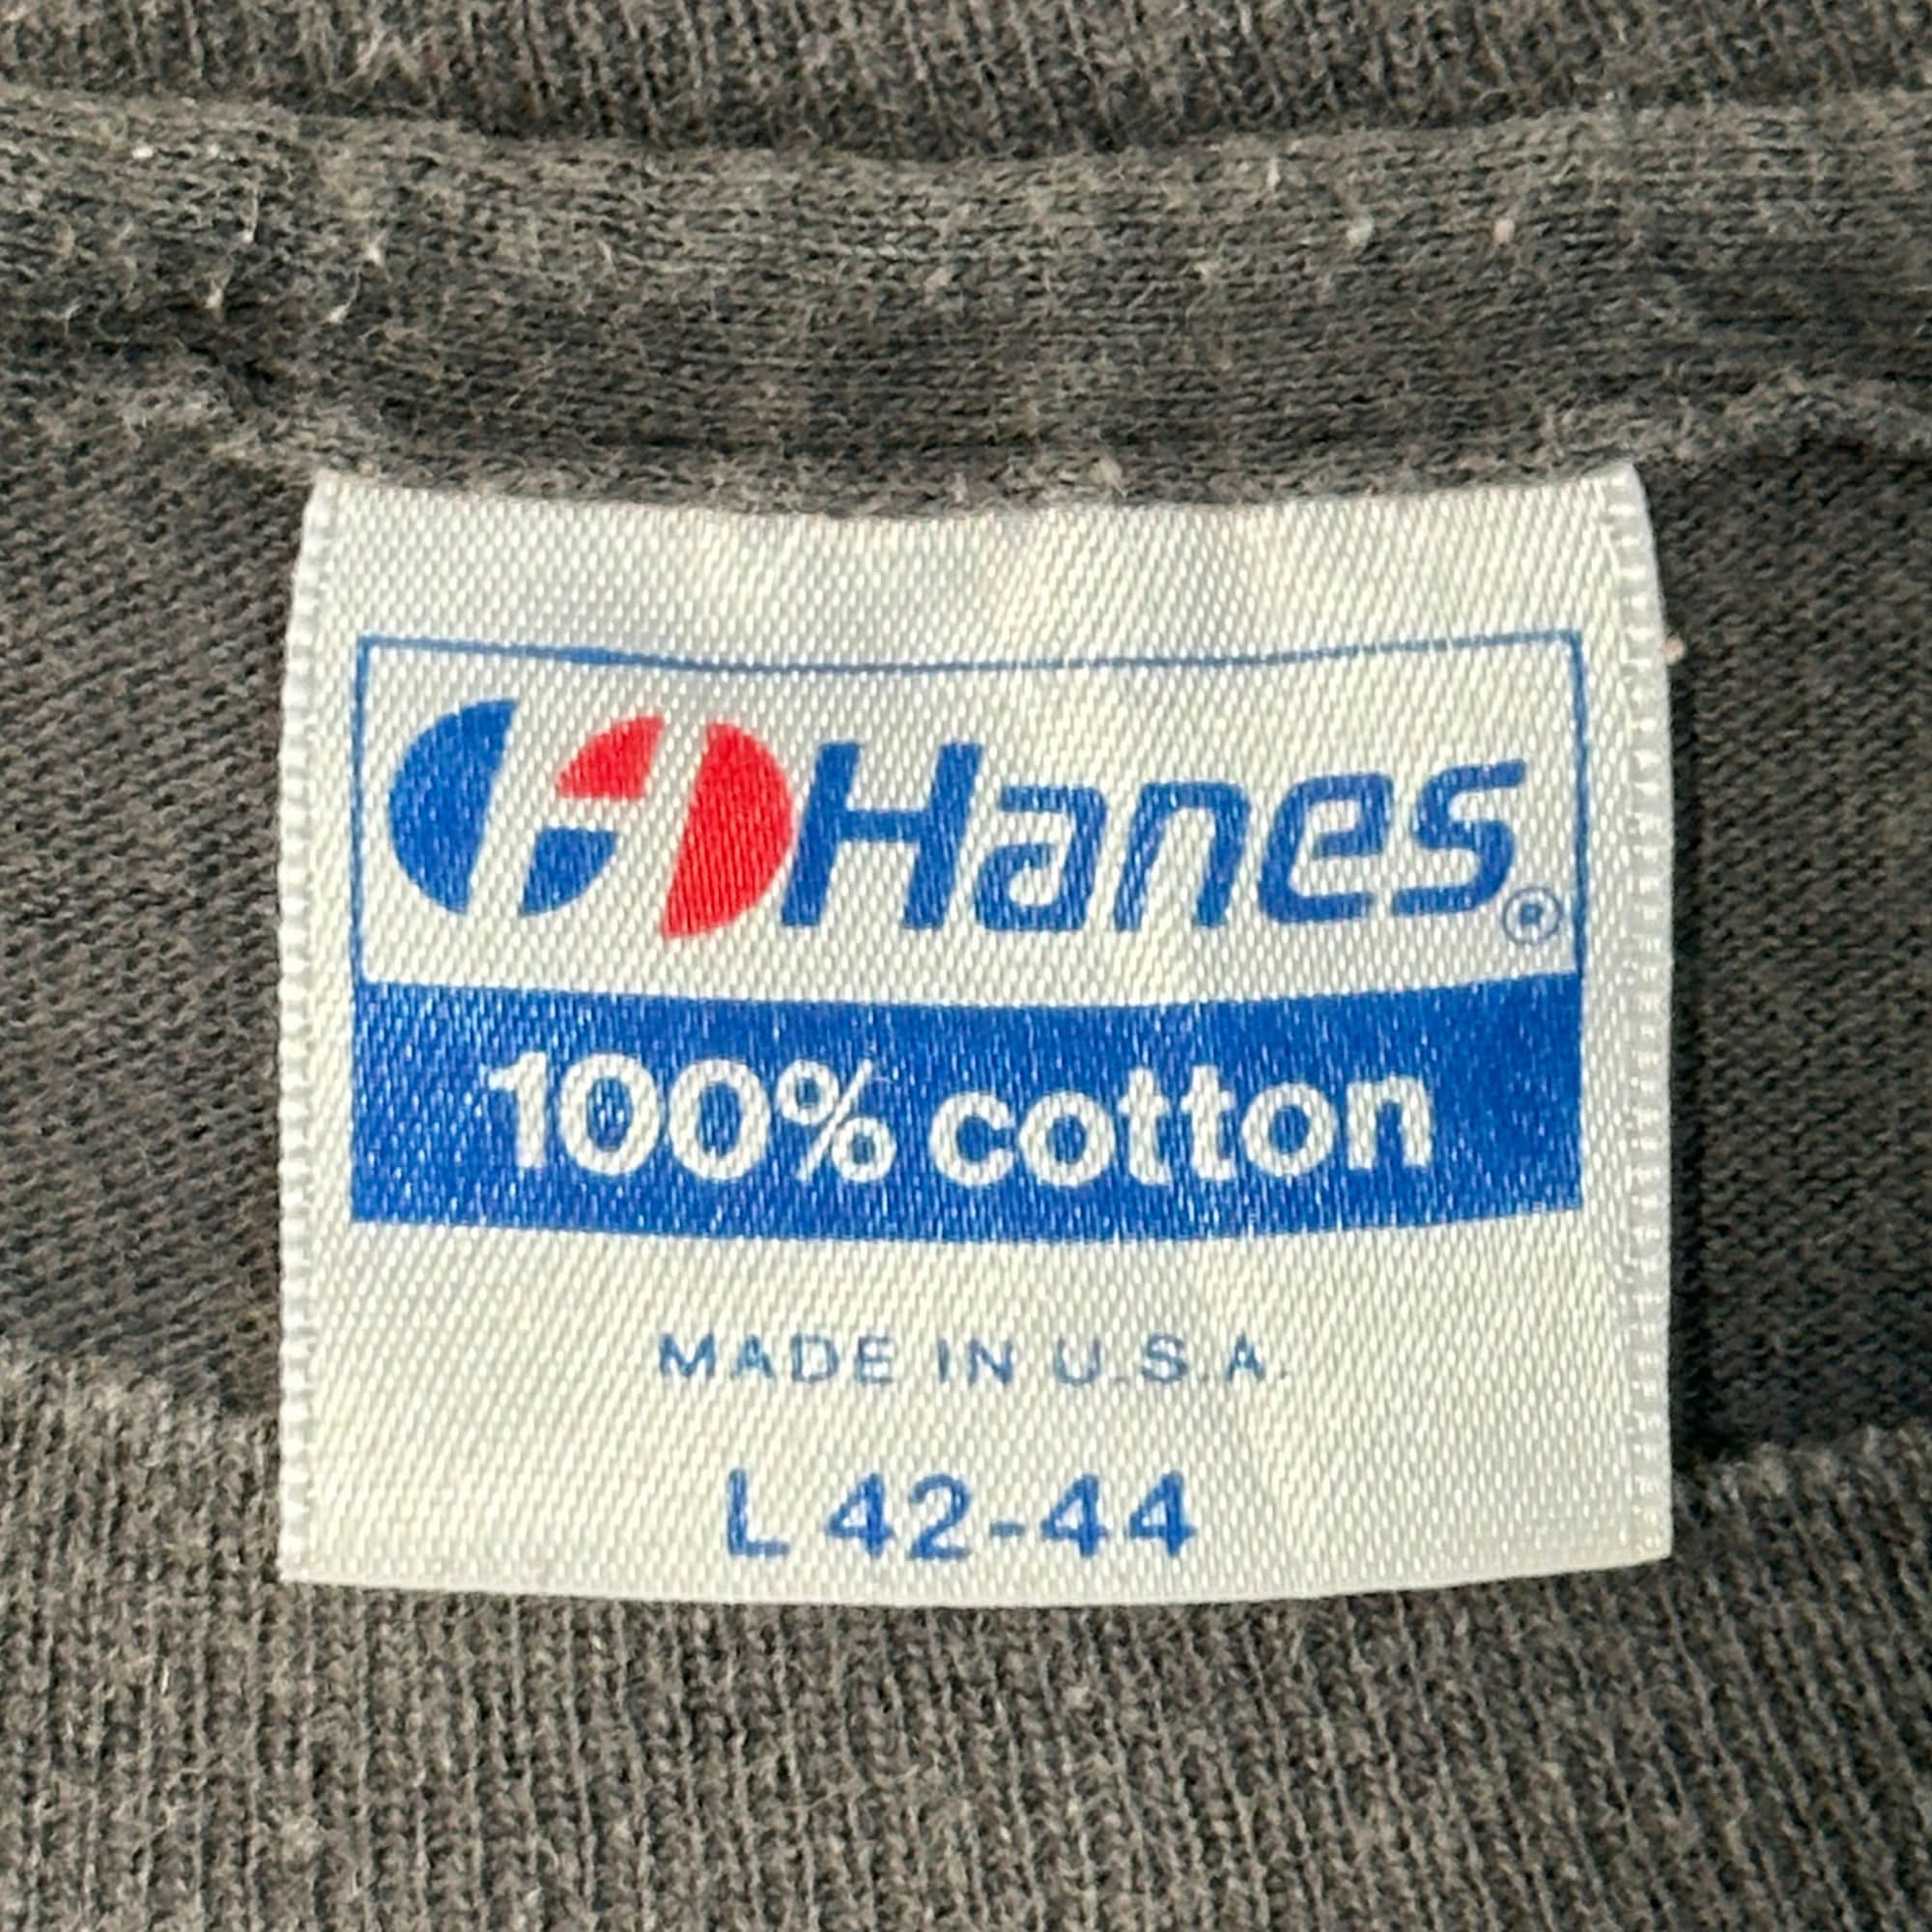 Hanes®
100% cotton
MADE IN U.S.A.
L 42-44